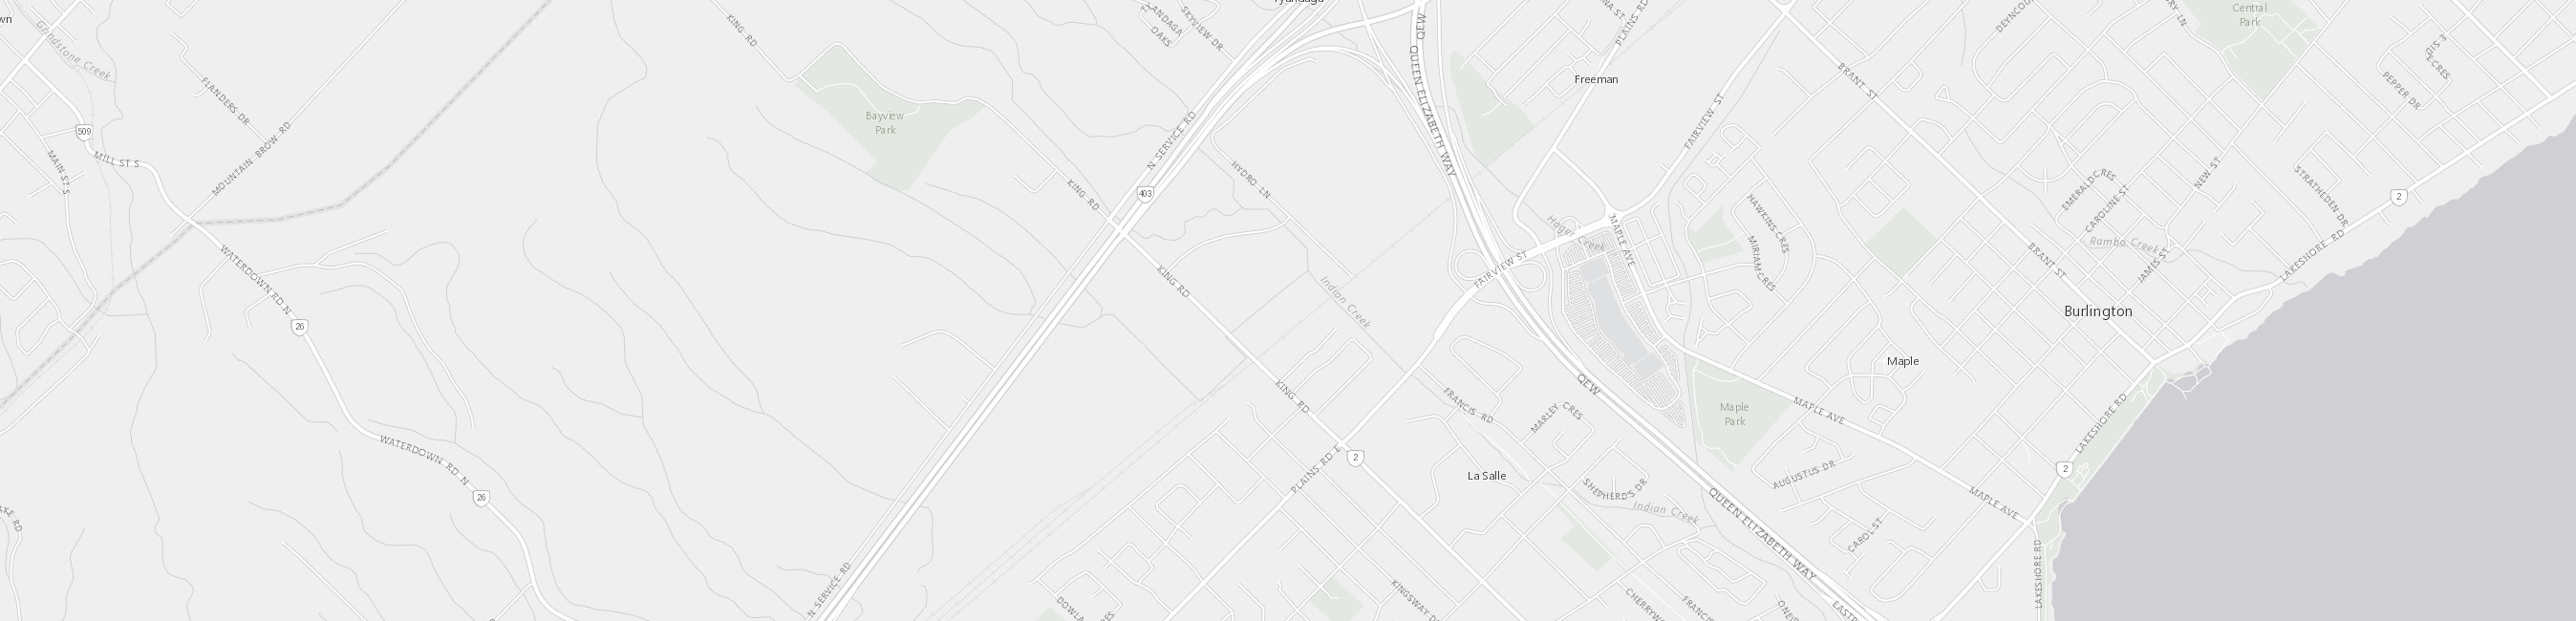 Central
Park
QUEEN ELIZABETH WAY
QEW
KING RD
SKYVIEW DR
OAKS
PLAINS RD
DIS 3
ECRES
PEPPER DR
Grindstone Creek
FLANDERS DR
509
MILL ST S
MAIN ST S
MOUNTAIN BROW RD
Bayview
Park
N SERVICE RD
403
KING RD
HYDRO LN
Freeman
FAIRVIEW ST
BRANT ST
EMERALD CRES
CAROLINE ST
NEW ST
STRATHEDEN DR
2
LAKESHORE RD
Rambo Creek
JAMES ST
BRANT ST
Burlington
HAWKINS CRES
MIRIAM CRES
MAPLE AVE
Hager Creek
FAIRVIEW ST
WATERDOWN RD N
26
KING RD
Indian Creek
QEW
Maple
Maple
Park
MAPLE AVE
LAKESHORE RD
2
KING RD
FRANCIS RD
MARLEY CRES
La Salle
PLAINS RD E
2
WATERDOWN RD N
26
SHEPHERD'S DR
Indian Creek
AUGUSTUS DR
MAPLE AVE
CAROL ST
QUEEN ELIZABETH WAY
LAKESHORE RD
N SERVICE RD
KINGSWAY DR